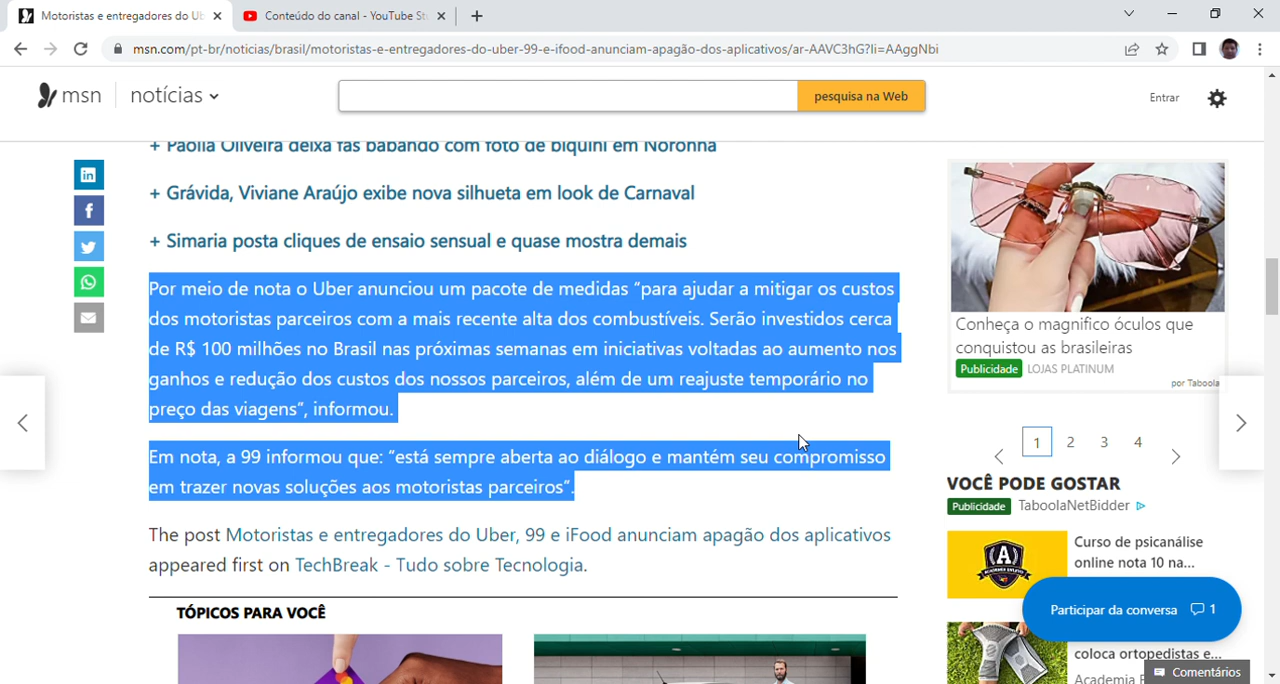 Motoristas e entregadores do Ub
Conteúdo do canal - YouTube St
msn.com/pt-br/noticias/brasil/motoristas-e-entregadores-do-uber-99-e-ifood-anunciam-apagão-dos-aplicativos/ar-AAVC3hG?li=AAggNbi
msn
notícias
pesquisa na Web
Entrar
+ Paolla Oliveira deixa fãs babando com foto de biquíni em Noronha
+ Grávida, Viviane Araújo exibe nova silhueta em look de Carnaval
+ Simaria posta cliques de ensaio sensual e quase mostra demais
Por meio de nota o Uber anunciou um pacote de medidas “para ajudar a mitigar os custos
dos motoristas parceiros com a mais recente alta dos combustíveis. Serão investidos cerca
de R$ 100 milhões no Brasil nas próximas semanas em iniciativas voltadas ao aumento nos
ganhos e redução dos custos dos nossos parceiros, além de um reajuste temporário no
preço das viagens”, informou.
Em nota, a 99 informou que: “está sempre aberta ao diálogo e mantém seu compromisso
em trazer novas soluções aos motoristas parceiros”.
The post Motoristas e entregadores do Uber, 99 e iFood anunciam apagão dos aplicativos
appeared first on TechBreak - Tudo sobre Tecnologia.
TÓPICOS PARA VOCÊ
Conheça o magnifico óculos que
conquistou as brasileiras
Publicidade LOJAS PLATINUM
por Taboola
1 2 3 4
VOCÊ PODE GOSTAR
Publicidade TaboolaNetBidder
Curso de psicanálise
online nota 10 na...
Participar da conversa 1
coloca ortopedistas e...
Academia
Comentários